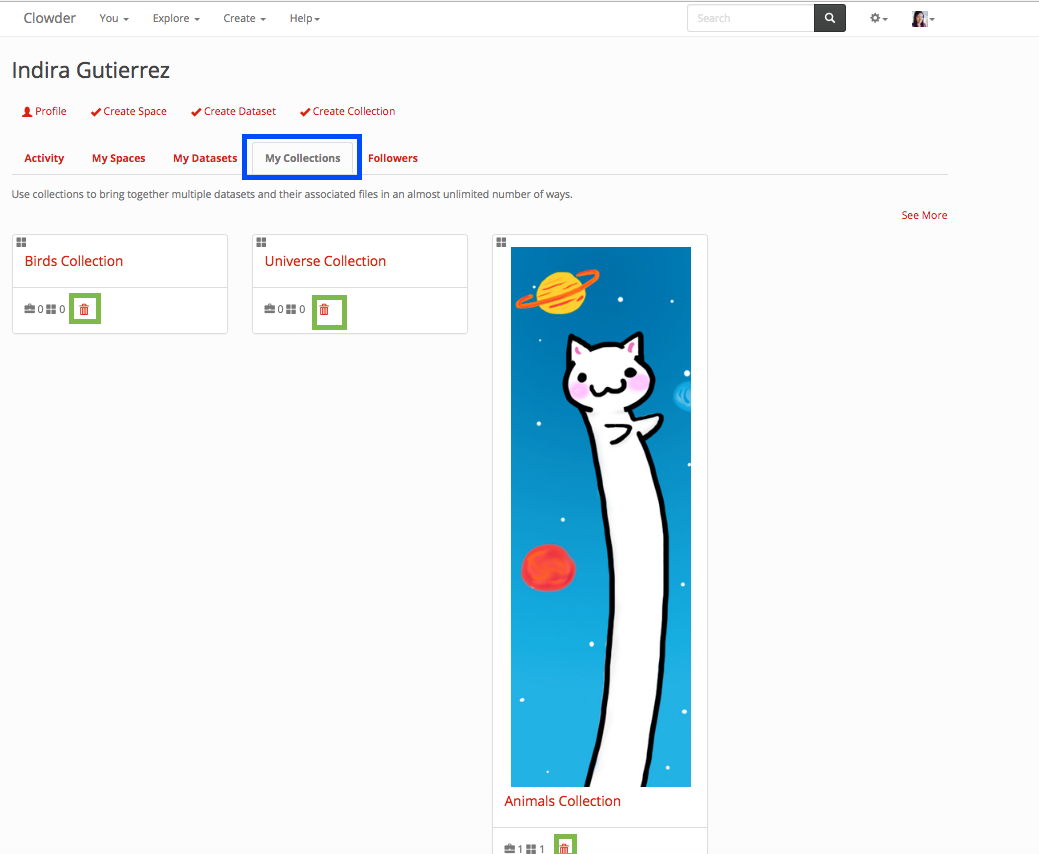 Clowder You Explore Create Help Search
Indira Gutierrez
Profile Create Space Create Dataset Create Collection
Activity My Spaces My Datasets My Collections Followers
Use collections to bring together multiple datasets and their associated files in an almost unlimited number of ways.
See More
Birds Collection
0 0
Universe Collection
0 0
Animals Collection
1 1